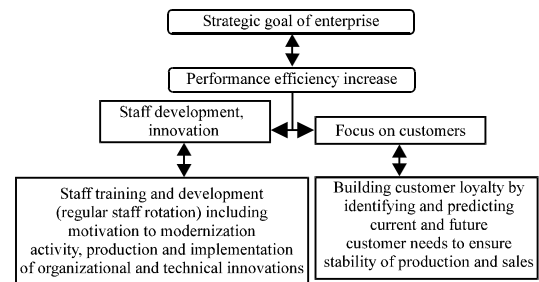 Strategic goal of enterprise
Performance efficiency increase
Staff development,
innovation
Focus on customers
Staff training and development
(regular staff rotation) including
motivation to modernization
activity, production and implementation
of organizational and technical innovations
Building customer loyalty by
identifying and predicting
current and future
customer needs to ensure
stability of production and sales